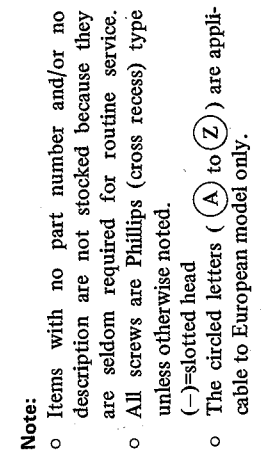 Note:
o Items with no part number and/or no
description are not stocked because they
are seldom required for routine service.
o All screws are Phillips (cross recess) type
unless otherwise noted.
(−)=slotted head
o The circled letters ( Ⓐ to Ⓩ ) are appli-
cable to European model only.